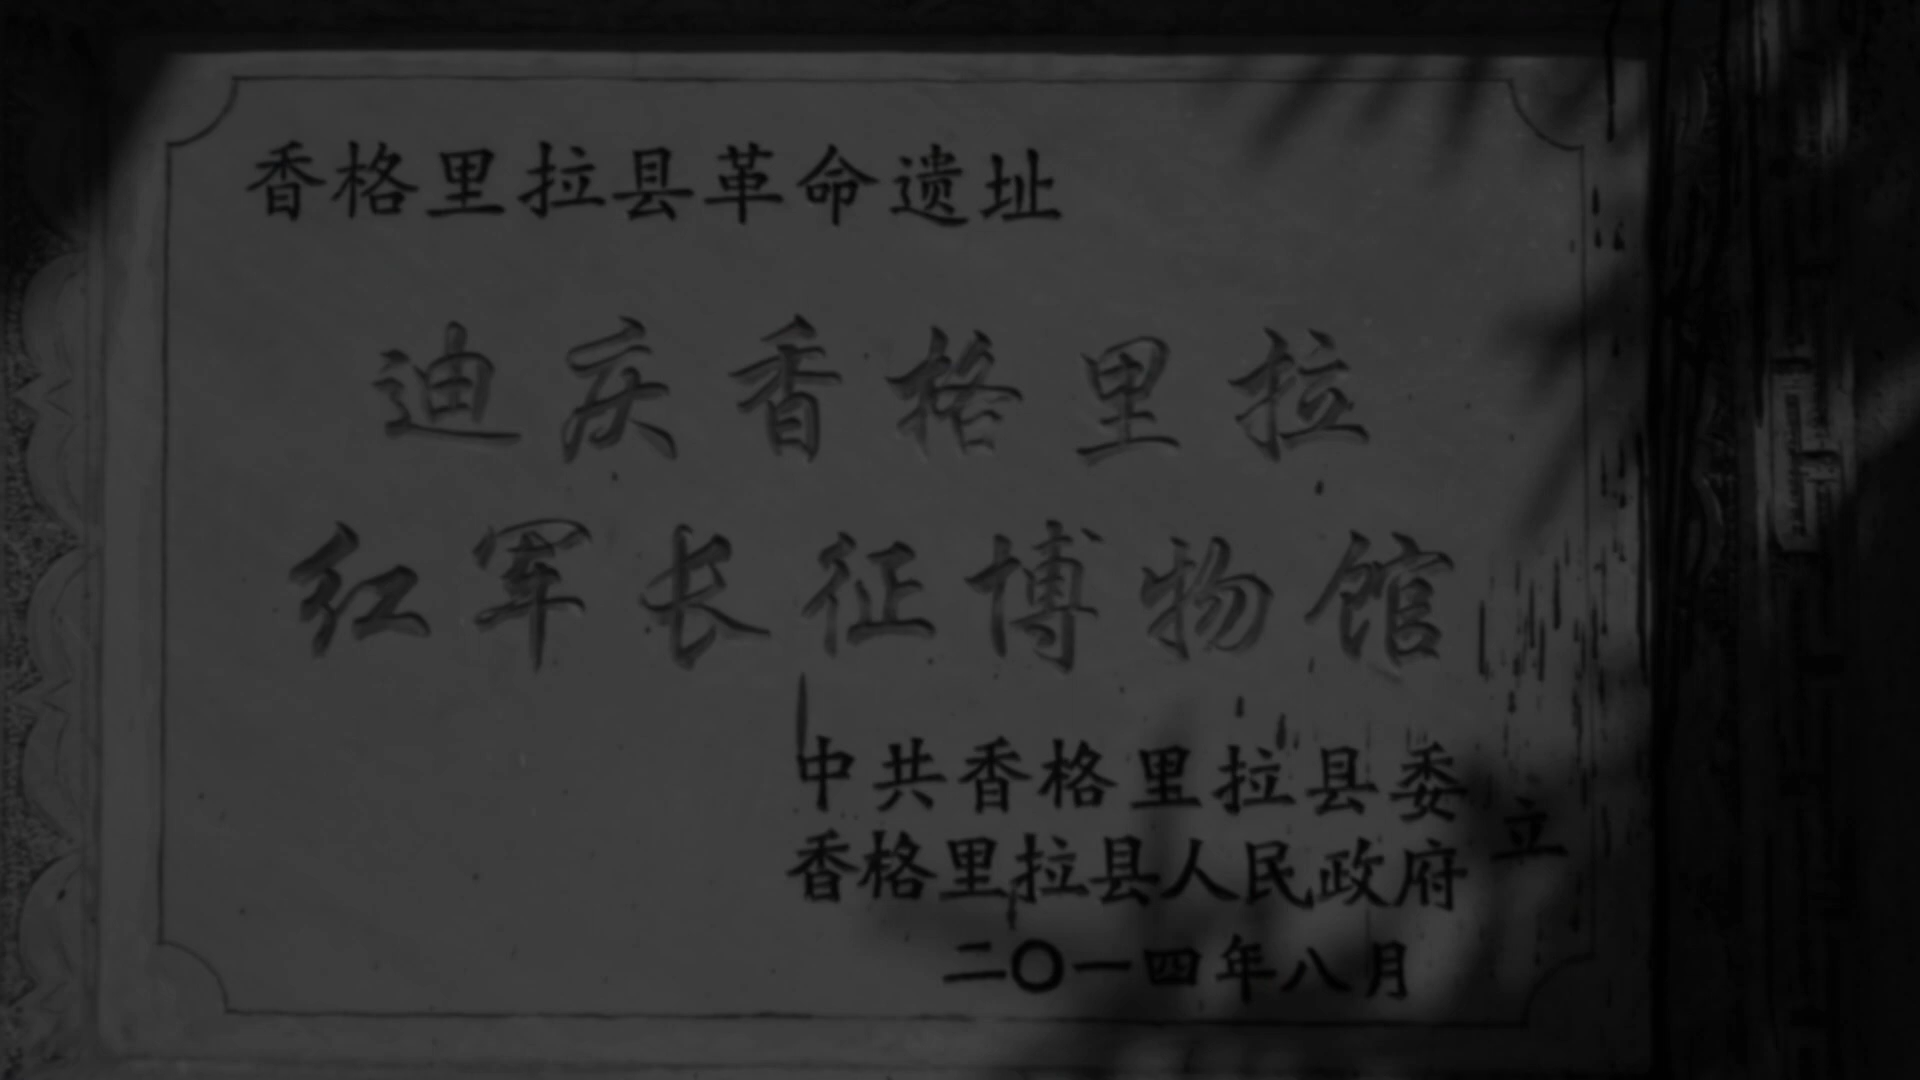 香格里拉县革命遗址
迪庆香格里拉
红军长征博物馆
中共香格里拉县委
香格里拉县人民政府
立
二〇一四年八月